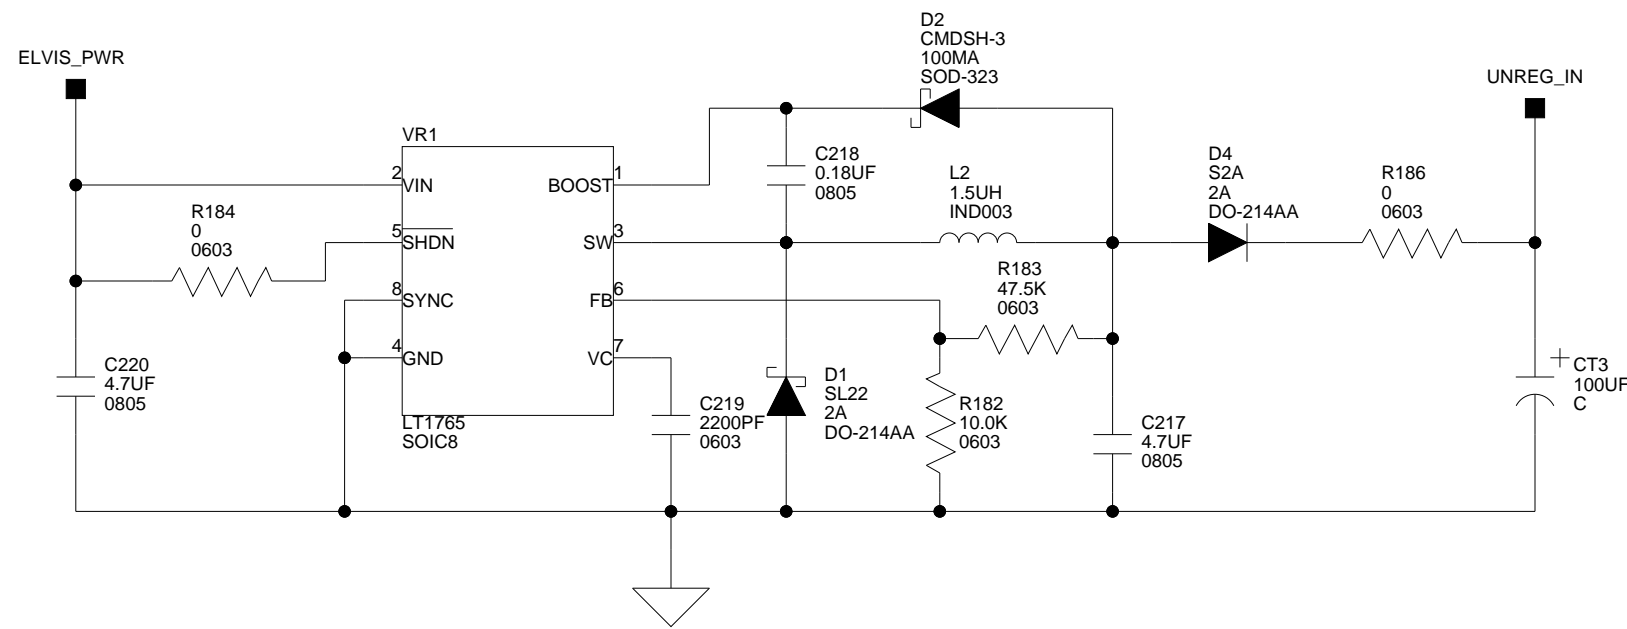 D2
CMDSH-3
100MA
SOD-323
ELVIS_PWR
UNREG_IN
VR1
2
VIN
BOOST
1
C218
0.18UF
0805
L2
1.5UH
IND003
D4
S2A
2A
DO-214AA
R186
0
0603
R184
0
0603
5
SHDN
SW
3
8
SYNC
FB
6
R183
47.5K
0603
4
GND
VC
7
C220
4.7UF
0805
LT1765
SOIC8
C219
2200PF
0603
D1
SL22
2A
DO-214AA
R182
10.0K
0603
C217
4.7UF
0805
+
CT3
100UF
C